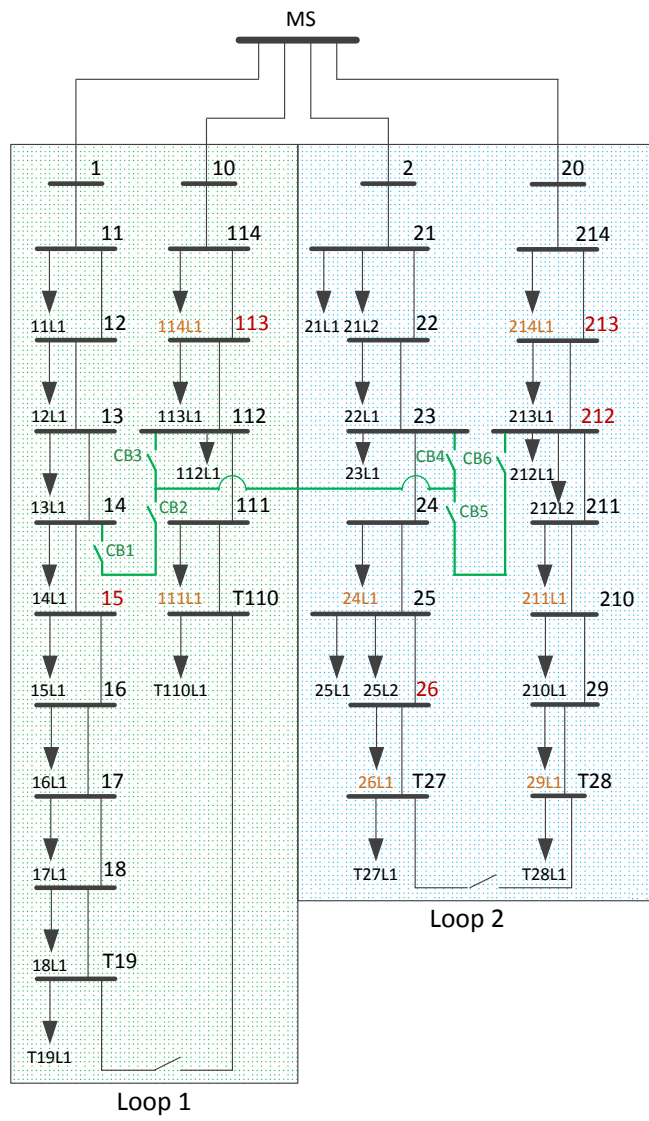 MS
1 10 2 20
11 114 21 214
11L1 12 114L1 113 21L1 21L2 22 214L1 213
12L1 13 113L1 112 22L1 23 213L1 212
CB3 112L1 23L1 CB4 CB6 212L1
13L1 14 CB2 111 24 CB5 212L2 211
CB1
14L1 15 111L1 T110 24L1 25 211L1 210
15L1 16 T110L1 25L1 25L2 26 210L1 29
16L1 17 26L1 T27 29L1 T28
17L1 18 T27L1 T28L1
Loop 2
18L1 T19
T19L1
Loop 1